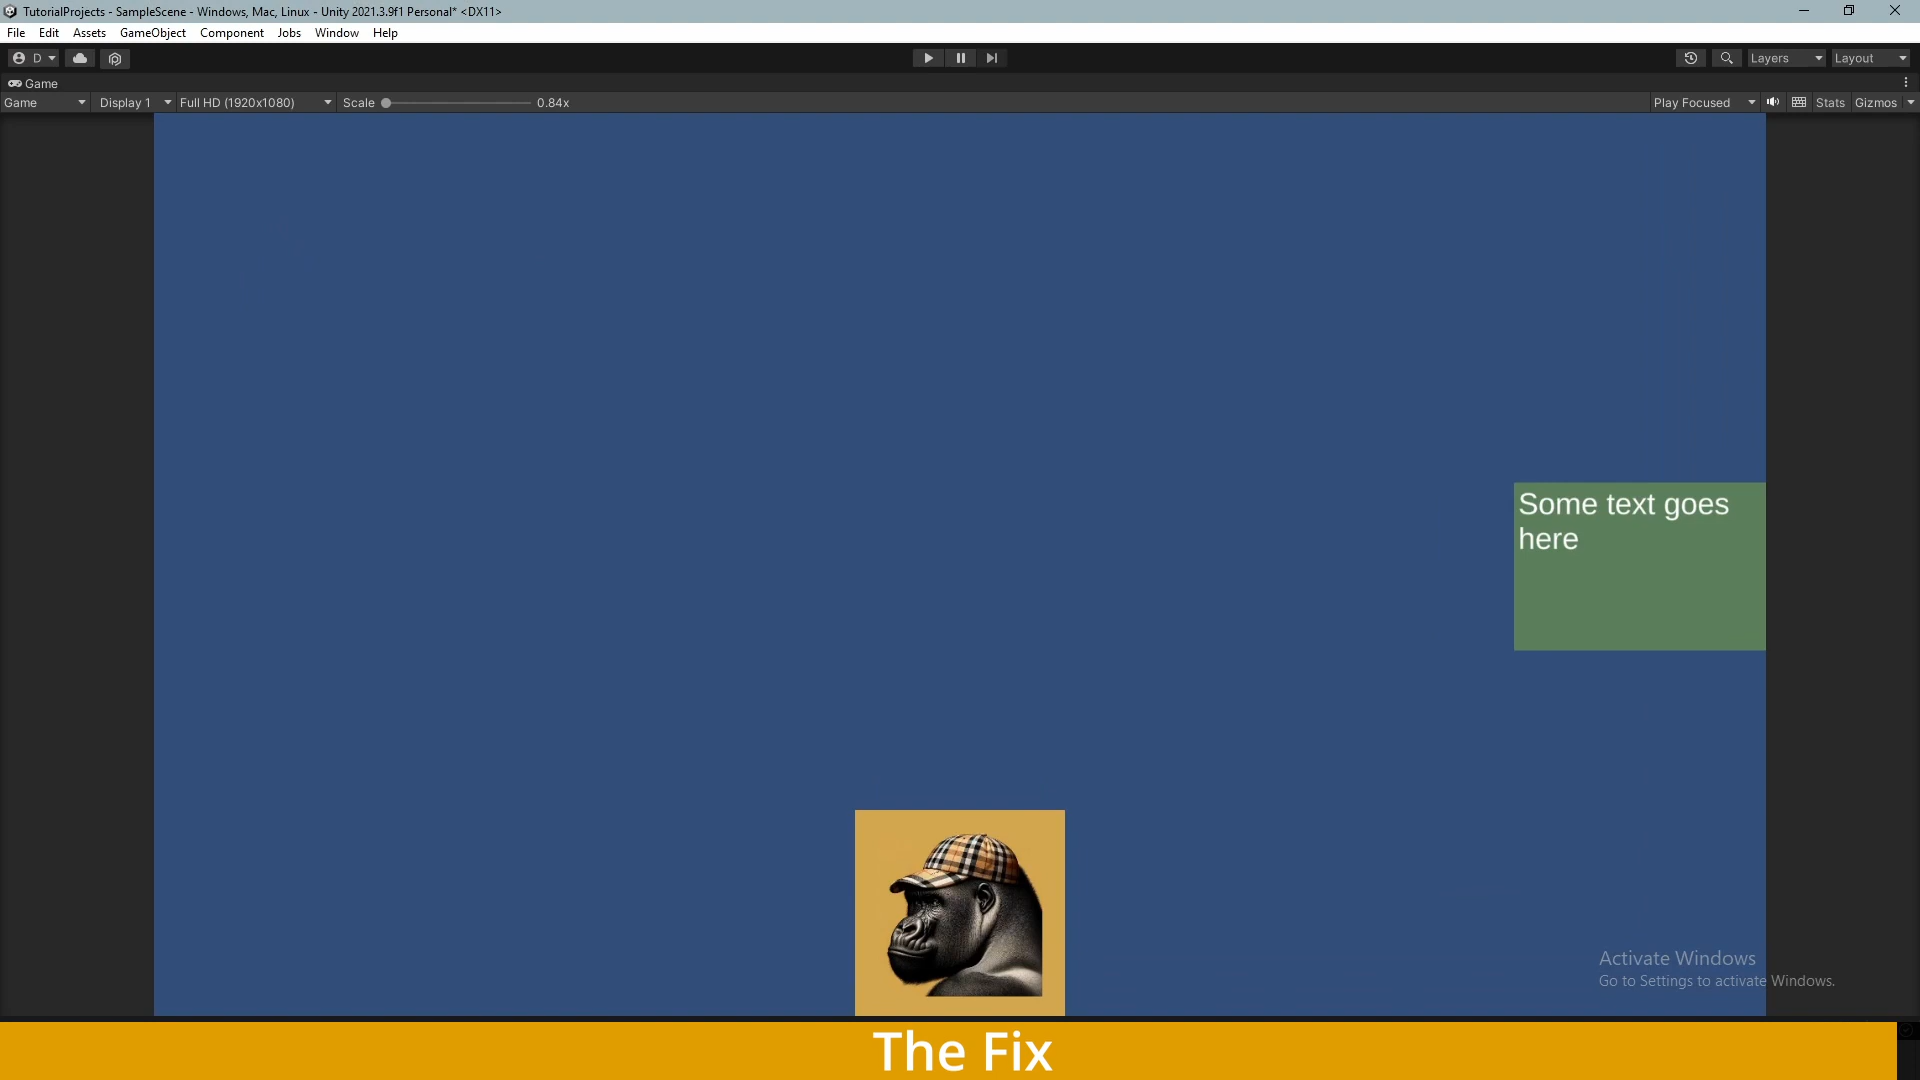 TutorialProjects - SampleScene - Windows, Mac, Linux - Unity 2021.3.9f1 Personal* <DX11>
File Edit Assets GameObject Component Jobs Window Help
D Layers Layout
Game
Game Display 1 Full HD (1920x1080) Scale 0.84x Play Focused Stats Gizmos
Some text goes
here
Activate Windows
Go to Settings to activate Windows.
The Fix